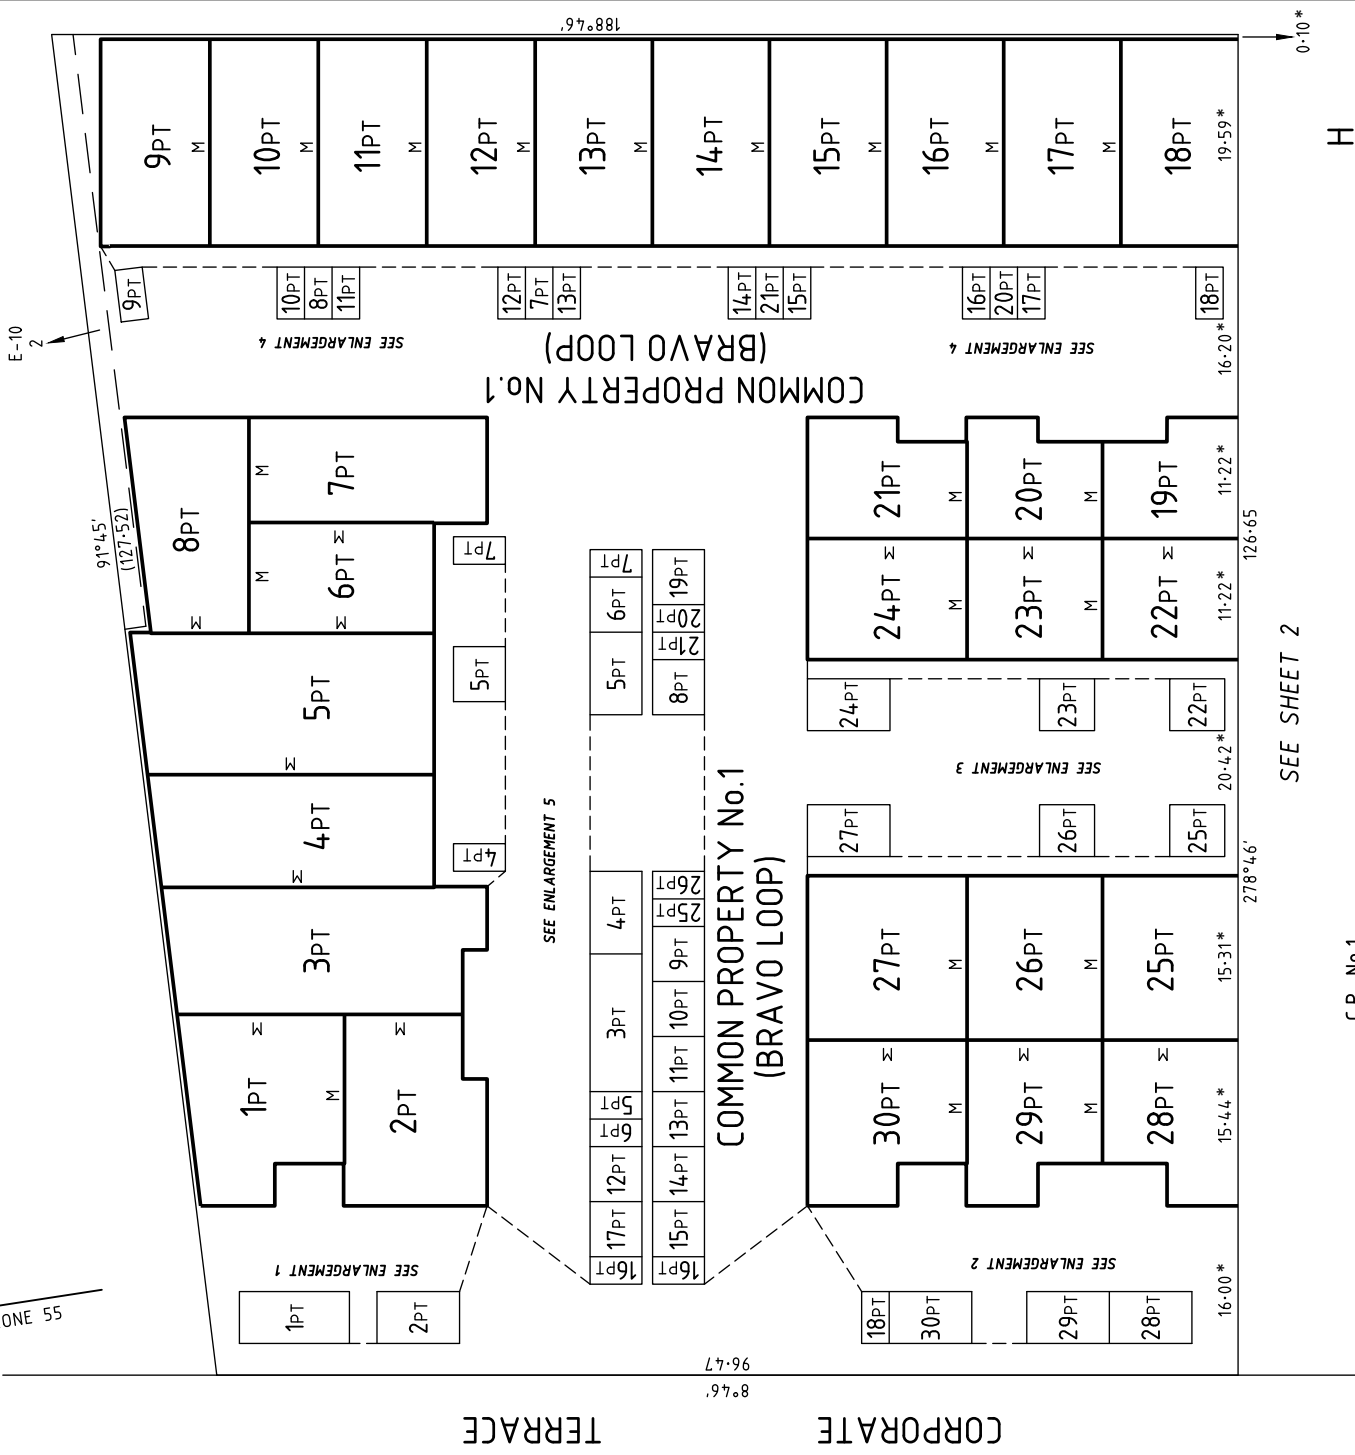 188°46'
0·10*
9PT M
10PT M
11PT M
12PT M
13PT M
14PT M
15PT M
16PT M
17PT M
18PT
19·59*
H
E-10
2
9PT
10PT
8PT
11PT
12PT
7PT
13PT
14PT
21PT
15PT
16PT
20PT
17PT
18PT
SEE ENLARGEMENT 4
SEE ENLARGEMENT 4
16·20*
COMMON PROPERTY No.1
(BRAVO LOOP)
91°45'
(127·52)
8PT M
7PT M
6PT M M M
5PT M
4PT M
3PT
1PT M M
2PT M
7PT
5PT
4PT
SEE ENLARGEMENT 5
7PT
6PT
5PT
4PT
3PT
5PT
6PT
12PT
17PT
16PT
19PT
20PT
21PT
8PT
26PT
25PT
9PT
10PT
11PT
13PT
14PT
15PT
16PT
COMMON PROPERTY No.1
(BRAVO LOOP)
21PT M
20PT M
19PT
11·22*
24PT M M
23PT M M
22PT
11·22*
126·65
24PT
23PT
22PT
SEE ENLARGEMENT 3
20·42*
27PT
26PT
25PT
278°46'
SEE SHEET 2
27PT M
26PT M
25PT
15·31*
30PT M M
29PT M M
28PT
15·44*
C.P. No.1
SEE ENLARGEMENT 1
SEE ENLARGEMENT 2
16·00*
1PT
2PT
18PT
30PT
29PT
28PT
ONE 55
96·47
8°46'
CORPORATE
TERRACE